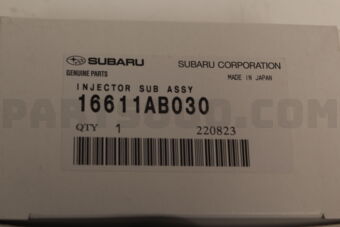 SUBARU SUBARU CORPORATION
GENUINE PARTS MADE IN JAPAN
INJECTOR SUB ASSY
16611AB030
QTY 1 220823